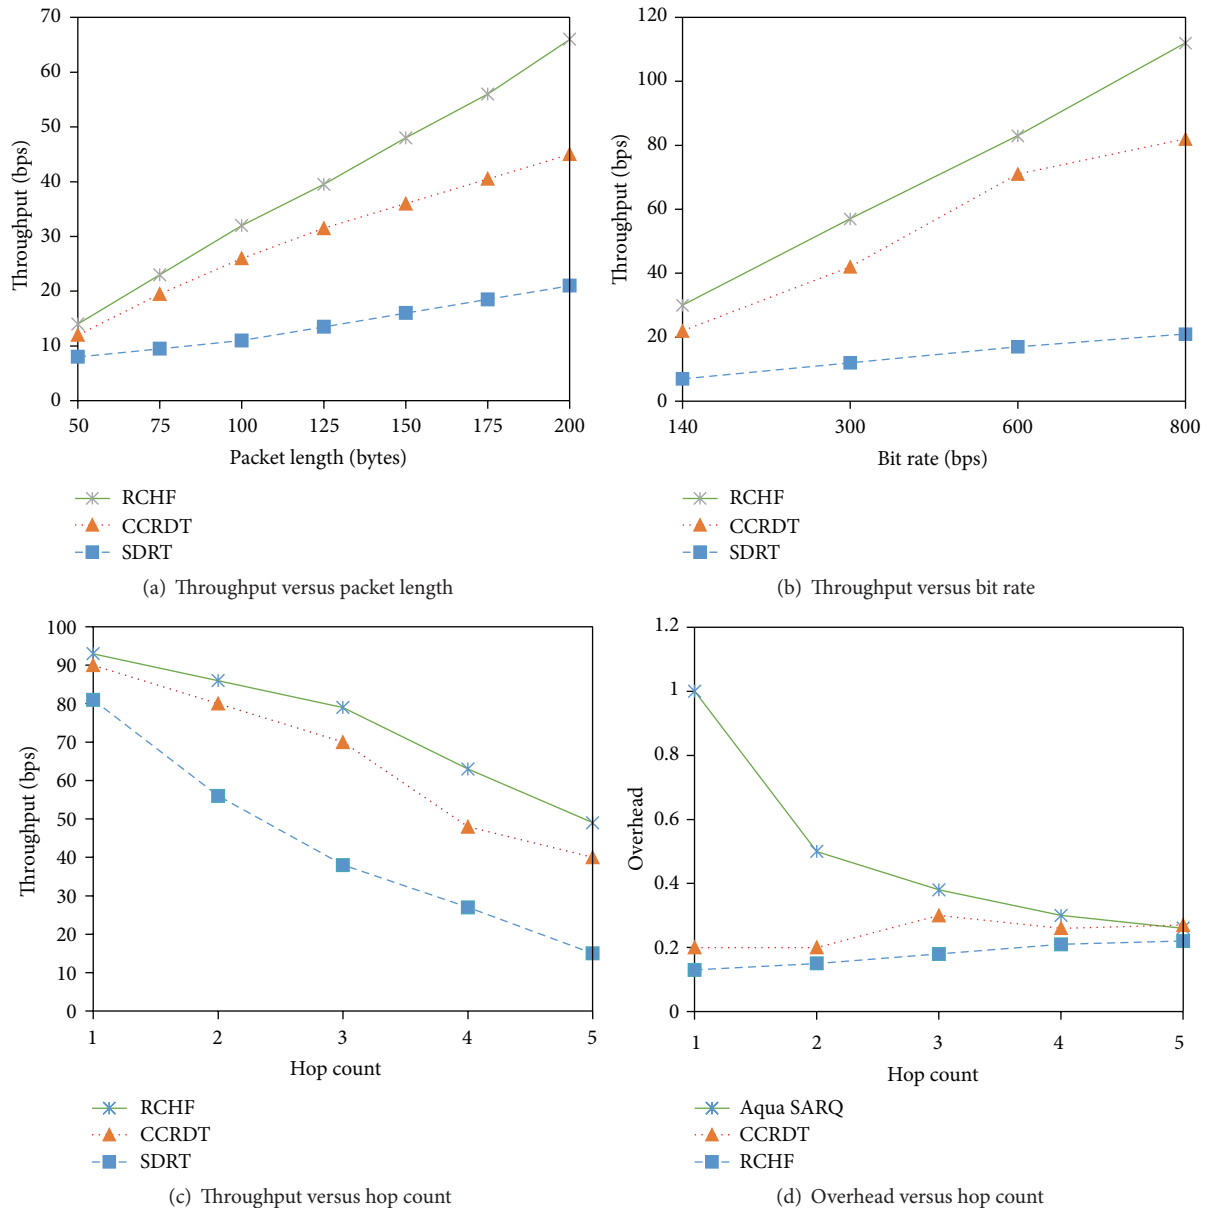 70
60
50
40
30
20
10
0
Throughput (bps)
50 75 100 125 150 175 200
Packet length (bytes)
RCHF
CCRDT
SDRT
(a) Throughput versus packet length
120
100
80
60
40
20
0
Throughput (bps)
140 300 600 800
Bit rate (bps)
RCHF
CCRDT
SDRT
(b) Throughput versus bit rate
100
90
80
70
60
50
40
30
20
10
0
Throughput (bps)
1 2 3 4 5
Hop count
RCHF
CCRDT
SDRT
(c) Throughput versus hop count
1.2
1
0.8
0.6
0.4
0.2
0
Overhead
1 2 3 4 5
Hop count
Aqua SARQ
CCRDT
RCHF
(d) Overhead versus hop count